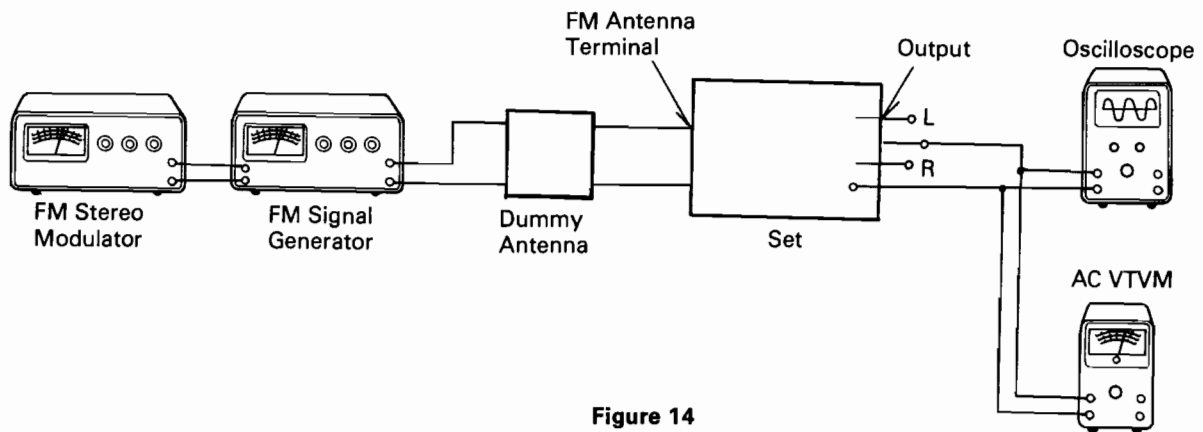 FM Antenna
Terminal
Output
Oscilloscope
L
R
FM Stereo
Modulator
FM Signal
Generator
Dummy
Antenna
Set
AC VTVM
Figure 14